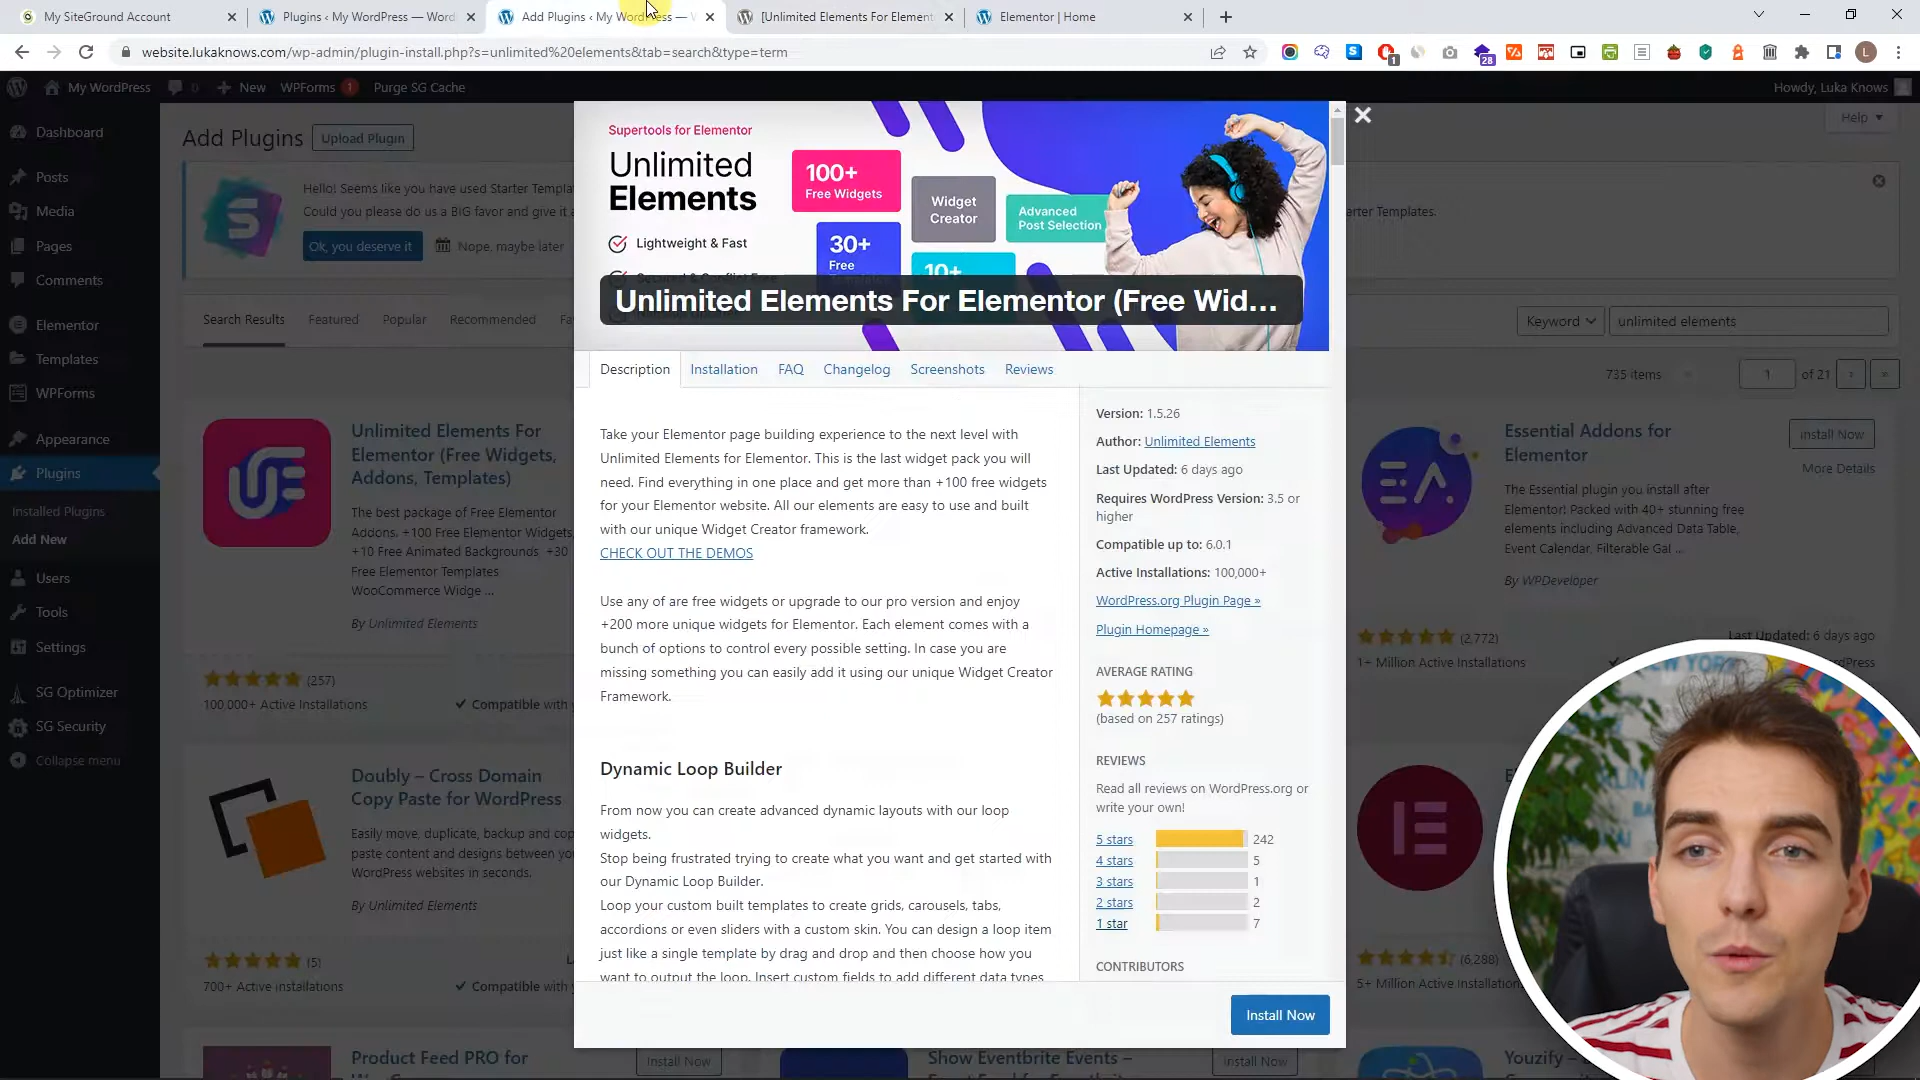 My SiteGround Account
Plugins ‹ My WordPress — Word
Add Plugins ‹ My WordPress —
[Unlimited Elements For Element
Elementor | Home
website.lukaknows.com/wp-admin/plugin-install.php?s=unlimited%20elements&tab=search&type=term
1
28
L
My WordPress
0
New
WPForms
1
Purge SG Cache
Howdy, Luka Knows
Dashboard
Posts
Media
Pages
Comments
Elementor
Templates
WPForms
Appearance
Plugins
Installed Plugins
Add New
Users
Tools
Settings
SG Optimizer
SG Security
Collapse menu
Add Plugins
Upload Plugin
Help
Hello! Seems like you have used Starter Templa
Could you please do us a BIG favor and give it a
arter Templates.
Ok, you deserve it
Nope, maybe later
Search Results
Featured
Popular
Recommended
Fa
Keyword
unlimited elements
735 items
1
of 21
Unlimited Elements For
Elementor (Free Widgets,
Addons, Templates)
The best package of Free Elementor
Addons. +100 Free Elementor Widgets,
+10 Free Animated Backgrounds +30
Free Elementor Templates
WooCommerce Widge ...
By Unlimited Elements
(257)
100,000+ Active Installations
Compatible with y
Doubly – Cross Domain
Copy Paste for WordPress
Easily move, duplicate, backup and cop
paste content and designs between you
WordPress websites in seconds.
By Unlimited Elements
(5)
700+ Active Installations
Compatible with
Product Feed PRO for
Install Now
Supertools for Elementor
Unlimited
Elements
Lightweight & Fast
100+
Free Widgets
Widget
Creator
Advanced
Post Selection
30+
Free
10+
Unlimited Elements For Elementor (Free Wid...
Description
Installation
FAQ
Changelog
Screenshots
Reviews
Take your Elementor page building experience to the next level with
Unlimited Elements for Elementor. This is the last widget pack you will
need. Find everything in one place and get more than +100 free widgets
for your Elementor website. All our elements are easy to use and built
with our unique Widget Creator framework.
CHECK OUT THE DEMOS
Use any of are free widgets or upgrade to our pro version and enjoy
+200 more unique widgets for Elementor. Each element comes with a
bunch of options to control every possible setting. In case you are
missing something you can easily add it using our unique Widget Creator
Framework.
Dynamic Loop Builder
From now you can create advanced dynamic layouts with our loop
widgets.
Stop being frustrated trying to create what you want and get started with
our Dynamic Loop Builder.
Loop your custom built templates to create grids, carousels, tabs,
accordions or even sliders with a custom skin. You can design a loop item
just like a single template by drag and drop and then choose how you
want to output the loop. Insert custom fields to add different data types
Version: 1.5.26
Author: Unlimited Elements
Last Updated: 6 days ago
Requires WordPress Version: 3.5 or
higher
Compatible up to: 6.0.1
Active Installations: 100,000+
WordPress.org Plugin Page »
Plugin Homepage »
AVERAGE RATING
(based on 257 ratings)
REVIEWS
Read all reviews on WordPress.org or
write your own!
5 stars 242
4 stars 5
3 stars 1
2 stars 2
1 star 7
CONTRIBUTORS
Install Now
Show Eventbrite Events –
Install Now
Essential Addons for
Elementor
Install Now
More Details
The Essential plugin you install after
Elementor! Packed with 40+ stunning free
elements including Advanced Data Table,
Event Calendar, Filterable Gal ...
By WPDeveloper
(2,772)
Last Updated: 6 days ago
1+ Million Active Installations
(6,288)
5+ Million Active Installation
Youzify –
NEW YORK